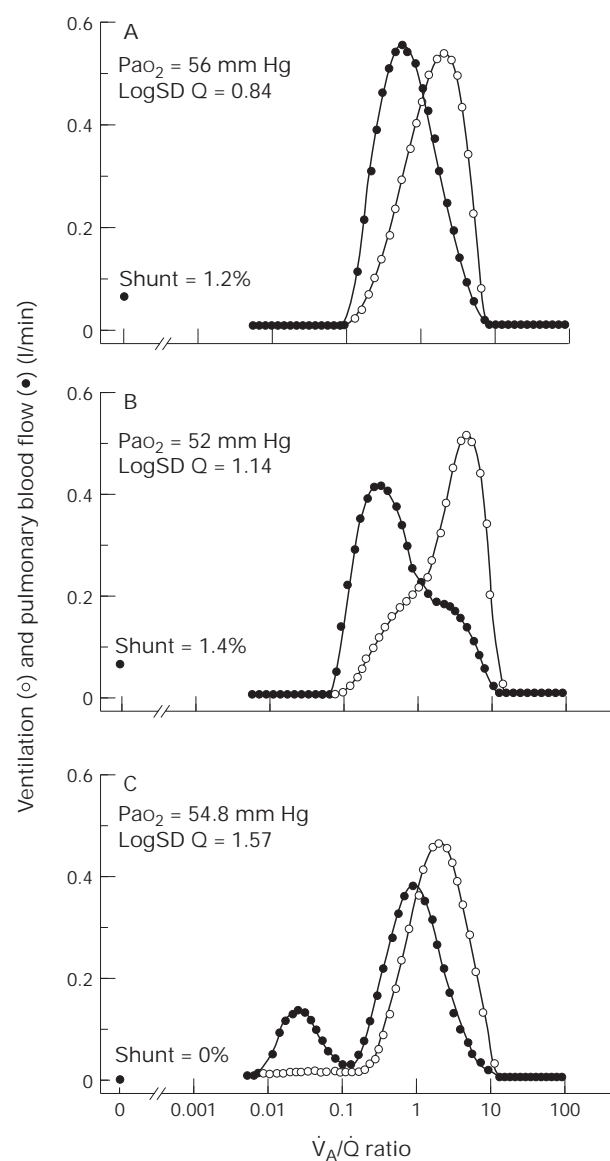 Ventilation (○) and pulmonary blood flow (●) (l/min)
0.6
A
PaO₂ = 56 mm Hg
LogSD Q = 0.84
0.4
0.2
Shunt = 1.2%
0
0.6
B
PaO₂ = 52 mm Hg
LogSD Q = 1.14
0.4
0.2
Shunt = 1.4%
0
0.6
C
PaO₂ = 54.8 mm Hg
LogSD Q = 1.57
0.4
0.2
Shunt = 0%
0
0 0.001 0.01 0.1 1 10 100
V̇A/Q̇ ratio